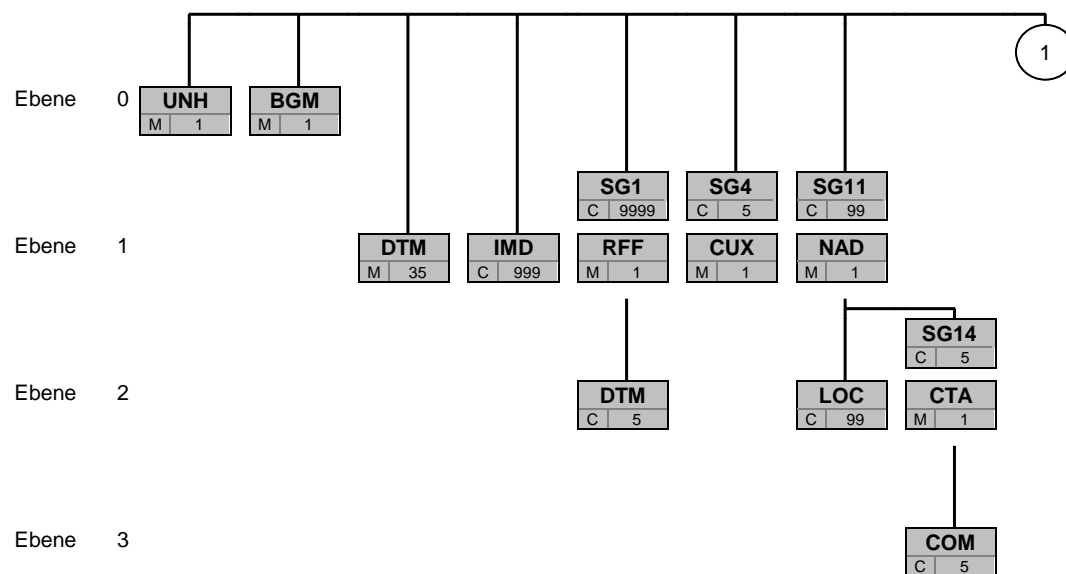 1
Ebene 0 UNH BGM
M 1 M 1
SG1 SG4 SG11
C 9999 C 5 C 99
Ebene 1 DTM IMD RFF CUX NAD
M 35 C 999 M 1 M 1 M 1
SG14
C 5
Ebene 2 DTM LOC CTA
C 5 C 99 M 1
Ebene 3 COM
C 5